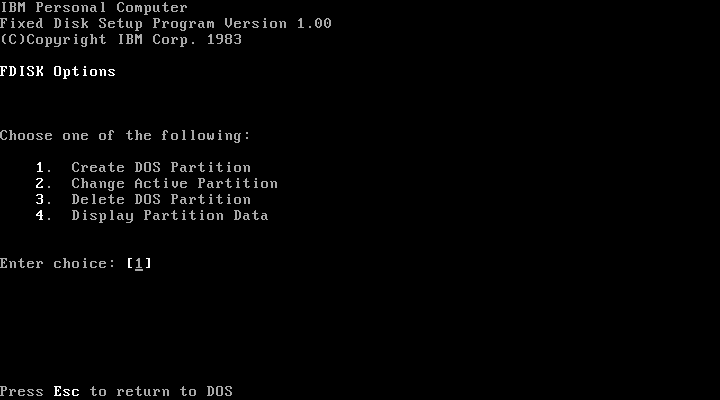 IBM Personal Computer
Fixed Disk Setup Program Version 1.00
(C)Copyright IBM Corp. 1983
FDISK Options
Choose one of the following:
1.  Create DOS Partition
2.  Change Active Partition
3.  Delete DOS Partition
4.  Display Partition Data
Enter choice: [1]
Press Esc to return to DOS